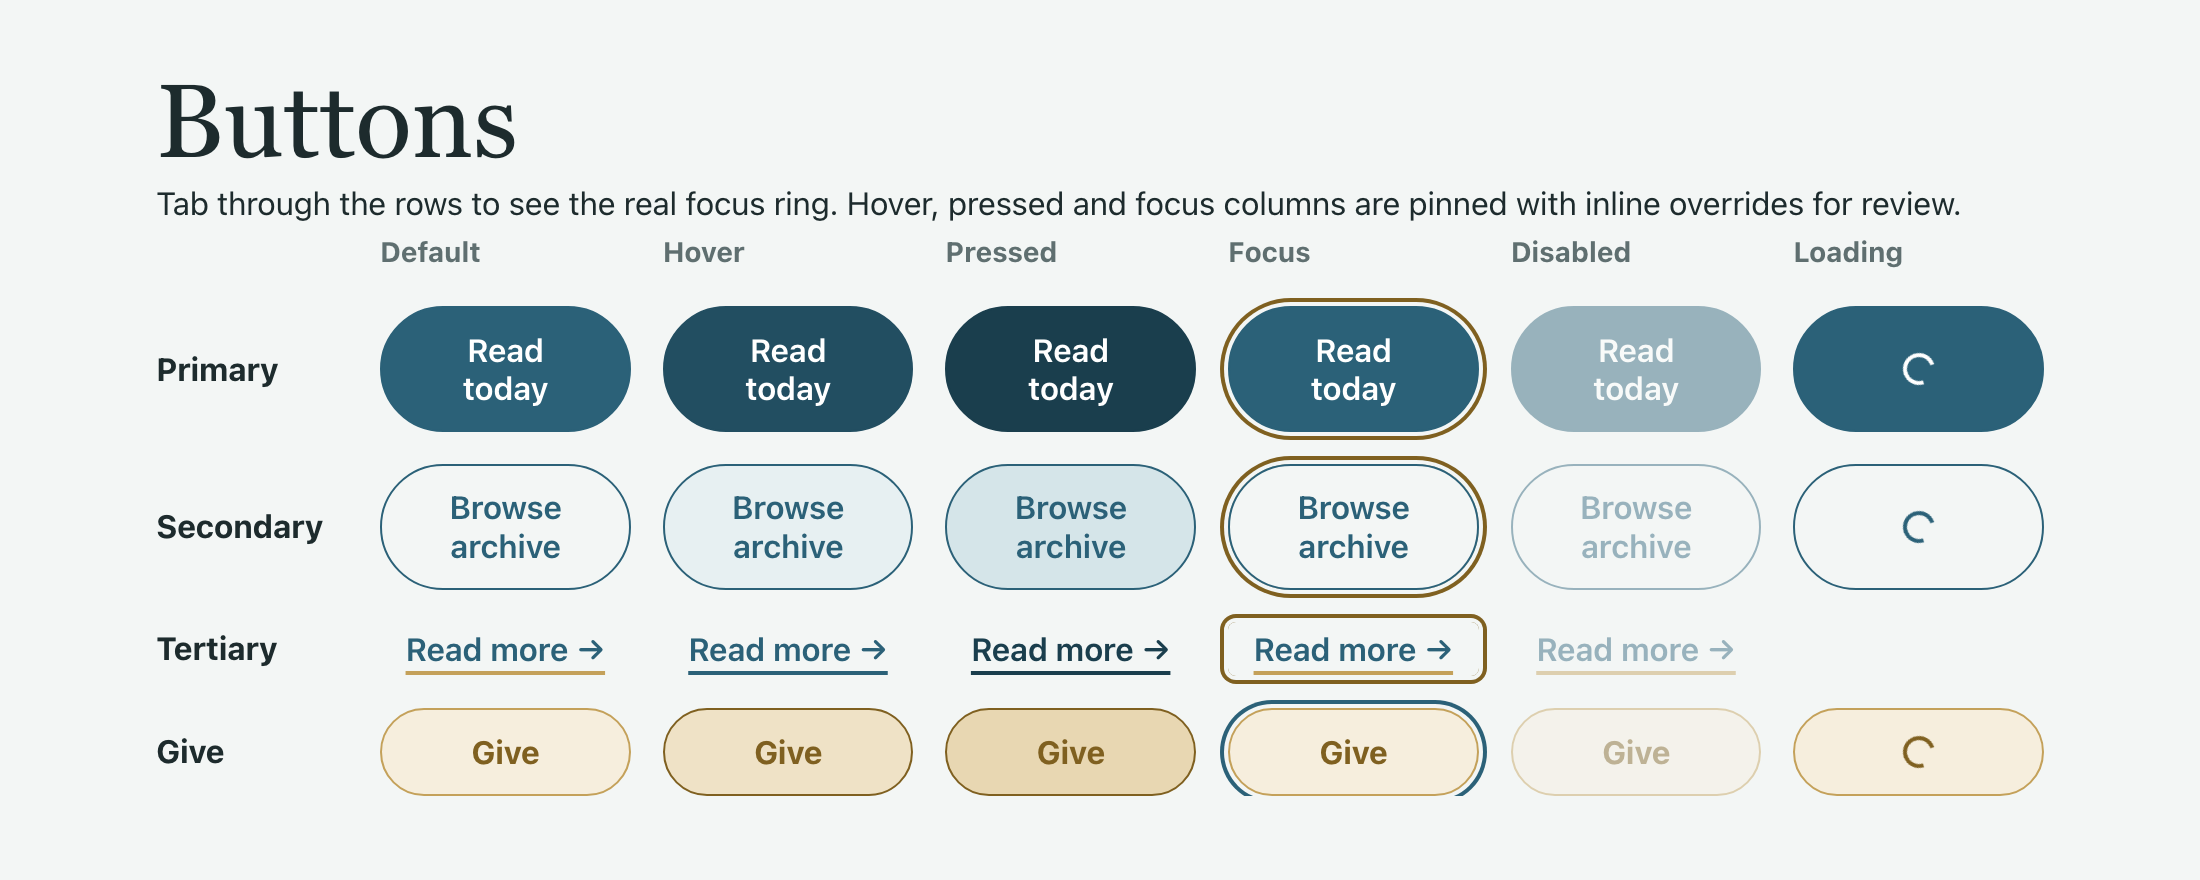 Buttons
Tab through the rows to see the real focus ring. Hover, pressed and focus columns are pinned with inline overrides for review.
Default Hover Pressed Focus Disabled Loading
Primary Read today Read today Read today Read today Read today
Secondary Browse archive Browse archive Browse archive Browse archive Browse archive
Tertiary Read more → Read more → Read more → Read more → Read more →
Give Give Give Give Give Give